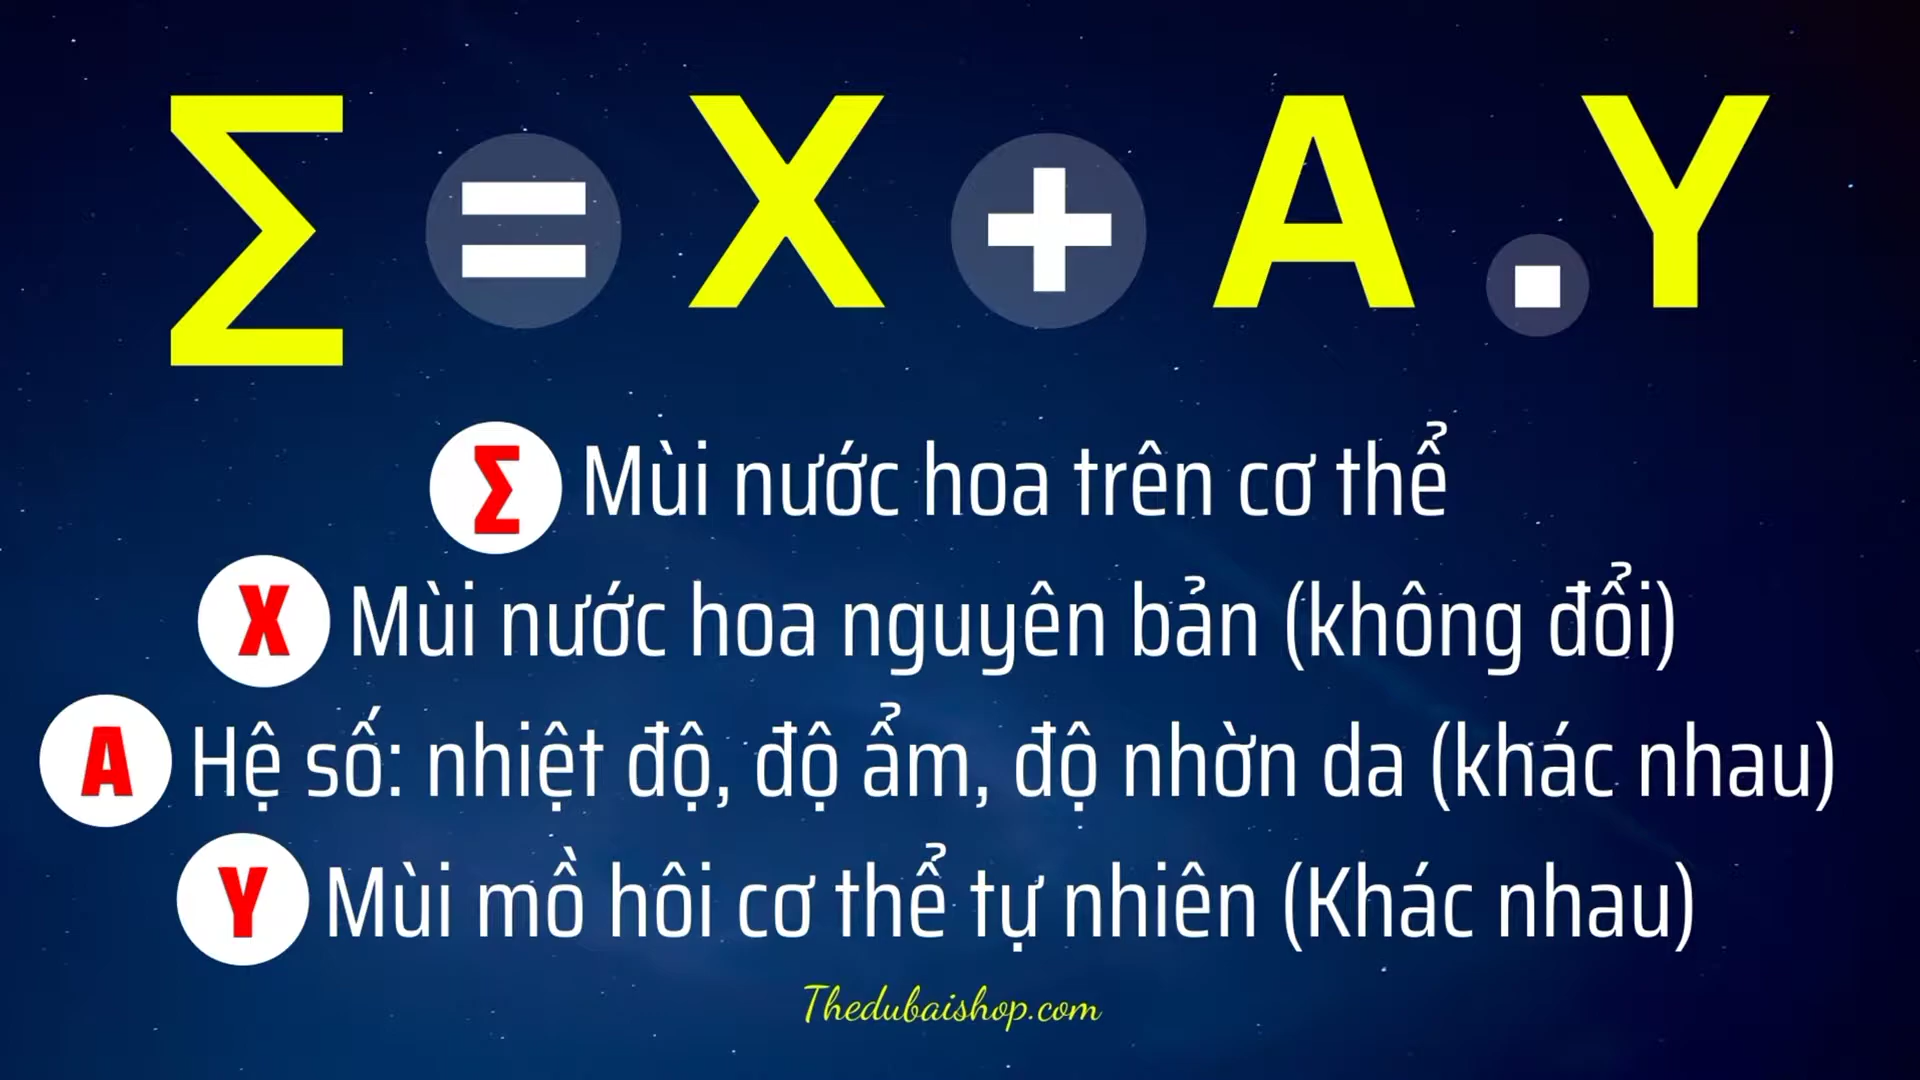 Σ = X + A . Y
Σ Mùi nước hoa trên cơ thể
X Mùi nước hoa nguyên bản (không đổi)
A Hệ số: nhiệt độ, độ ẩm, độ nhờn da (khác nhau)
Y Mùi mồ hôi cơ thể tự nhiên (Khác nhau)
Thedubaishop.com